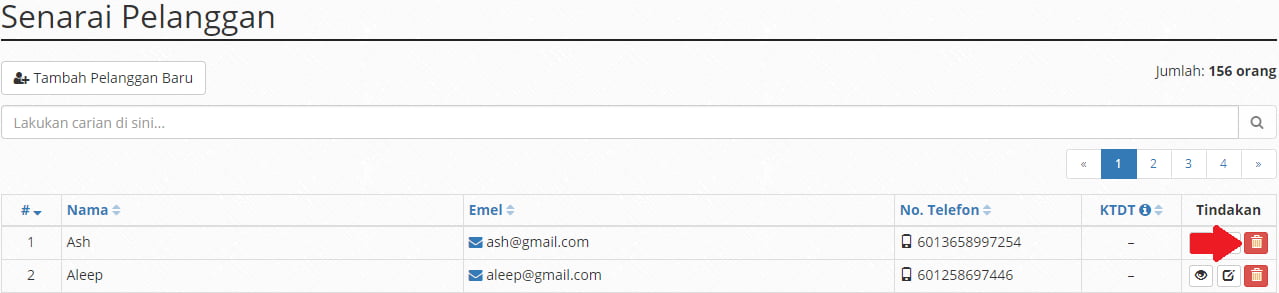 Senarai Pelanggan
Tambah Pelanggan Baru
Jumlah: 156 orang
Lakukan carian di sini...
« 1 2 3 4 »
# Nama Emel No. Telefon KTDT Tindakan
1 Ash ash@gmail.com 6013658997254 –
2 Aleep aleep@gmail.com 601258697446 –